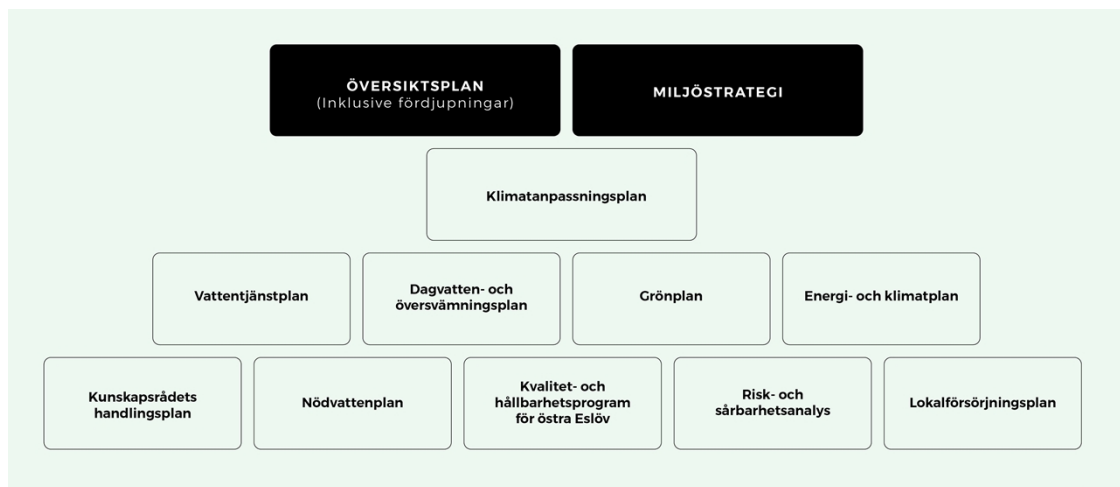 ÖVERSIKTSPLAN
(Inklusive fördjupningar)
MILJÖSTRATEGI
Klimatanpassningsplan
Vattentjänstplan
Dagvatten- och
översvämningsplan
Grönplan
Energi- och klimatplan
Kunskapsrådets
handlingsplan
Nödvattenplan
Kvalitet- och
hållbarhetsprogram
för östra Eslöv
Risk- och
sårbarhetsanalys
Lokalförsörjningsplan